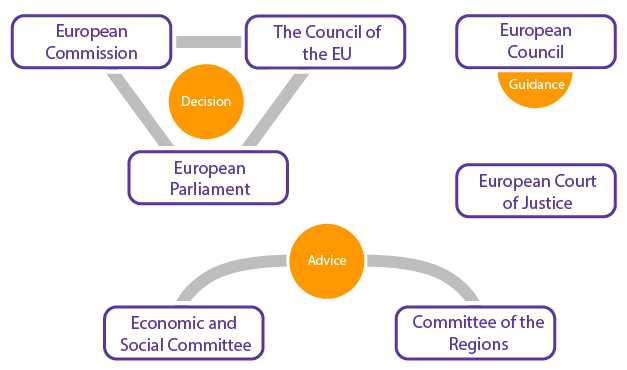 European
Commission
The Council of
the EU
European
Council
Decision
Guidance
European
Parliament
European Court
of Justice
Advice
Economic and
Social Committee
Committee of the
Regions